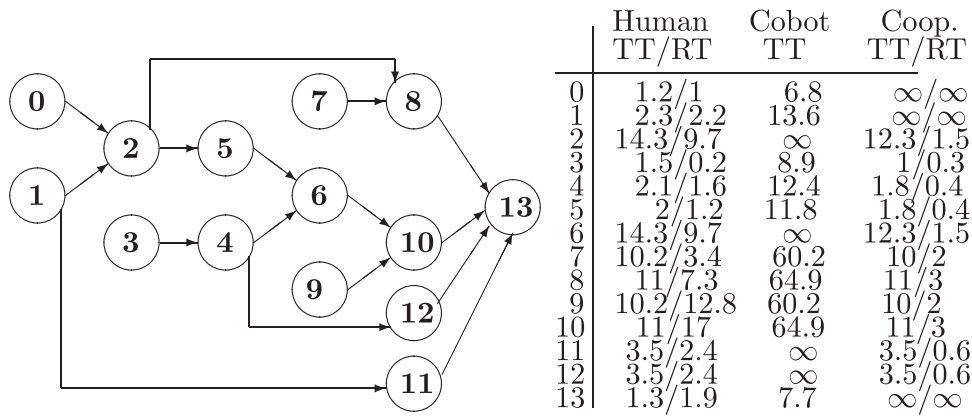 0
7
8
2
5
1
6
13
3
4
10
9
12
11
Human Cobot Coop.
TT/RT TT TT/RT
0 1.2/1 6.8 ∞/∞
1 2.3/2.2 13.6 ∞/∞
2 14.3/9.7 ∞ 12.3/1.5
3 1.5/0.2 8.9 1/0.3
4 2.1/1.6 12.4 1.8/0.4
5 2/1.2 11.8 1.8/0.4
6 14.3/9.7 ∞ 12.3/1.5
7 10.2/3.4 60.2 10/2
8 11/7.3 64.9 11/3
9 10.2/12.8 60.2 10/2
10 11/17 64.9 11/3
11 3.5/2.4 ∞ 3.5/0.6
12 3.5/2.4 ∞ 3.5/0.6
13 1.3/1.9 7.7 ∞/∞